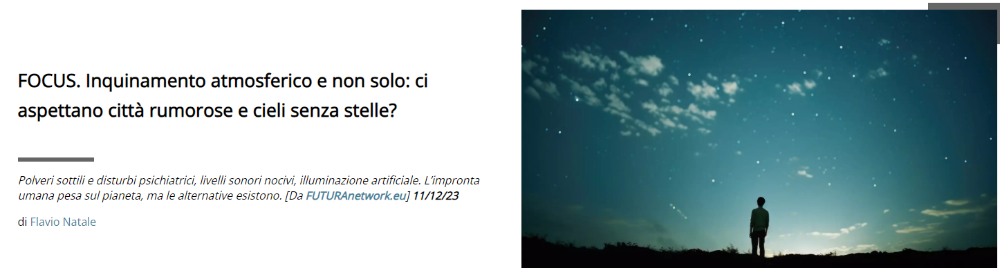 FOCUS. Inquinamento atmosferico e non solo: ci
aspettano città rumorose e cieli senza stelle?
Polveri sottili e disturbi psichiatrici, livelli sonori nocivi, illuminazione artificiale. L’impronta
umana pesa sul pianeta, ma le alternative esistono. [Da FUTURAnetwork.eu] 11/12/23
di Flavio Natale